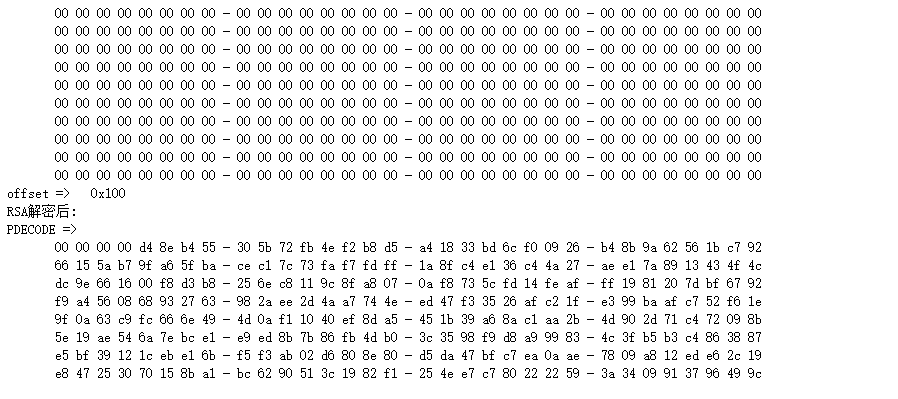 00 00 00 00 00 00 00 00 - 00 00 00 00 00 00 00 00 - 00 00 00 00 00 00 00 00 - 00 00 00 00 00 00 00 00
00 00 00 00 00 00 00 00 - 00 00 00 00 00 00 00 00 - 00 00 00 00 00 00 00 00 - 00 00 00 00 00 00 00 00
00 00 00 00 00 00 00 00 - 00 00 00 00 00 00 00 00 - 00 00 00 00 00 00 00 00 - 00 00 00 00 00 00 00 00
00 00 00 00 00 00 00 00 - 00 00 00 00 00 00 00 00 - 00 00 00 00 00 00 00 00 - 00 00 00 00 00 00 00 00
00 00 00 00 00 00 00 00 - 00 00 00 00 00 00 00 00 - 00 00 00 00 00 00 00 00 - 00 00 00 00 00 00 00 00
00 00 00 00 00 00 00 00 - 00 00 00 00 00 00 00 00 - 00 00 00 00 00 00 00 00 - 00 00 00 00 00 00 00 00
00 00 00 00 00 00 00 00 - 00 00 00 00 00 00 00 00 - 00 00 00 00 00 00 00 00 - 00 00 00 00 00 00 00 00
00 00 00 00 00 00 00 00 - 00 00 00 00 00 00 00 00 - 00 00 00 00 00 00 00 00 - 00 00 00 00 00 00 00 00
00 00 00 00 00 00 00 00 - 00 00 00 00 00 00 00 00 - 00 00 00 00 00 00 00 00 - 00 00 00 00 00 00 00 00
00 00 00 00 00 00 00 00 - 00 00 00 00 00 00 00 00 - 00 00 00 00 00 00 00 00 - 00 00 00 00 00 00 00 00
offset => 0x100
RSA解密后:
PDECODE =>
00 00 00 00 d4 8e b4 55 - 30 5b 72 fb 4e f2 b8 d5 - a4 18 33 bd 6c f0 09 26 - b4 8b 9a 62 56 1b c7 92
66 15 5a b7 9f a6 5f ba - ce c1 7c 73 fa f7 fd ff - 1a 8f c4 e1 36 c4 4a 27 - ae e1 7a 89 13 43 4f 4c
dc 9e 66 16 00 f8 d3 b8 - 25 6e c8 11 9c 8f a8 07 - 0a f8 73 5c fd 14 fe af - ff 19 81 20 7d bf 67 92
f9 a4 56 08 68 93 27 63 - 98 2a ee 2d 4a a7 74 4e - ed 47 f3 35 26 af c2 1f - e3 99 ba af c7 52 f6 1e
9f 0a 63 c9 fc 66 6e 49 - 4d 0a f1 10 40 ef 8d a5 - 45 1b 39 a6 8a c1 aa 2b - 4d 90 2d 71 c4 72 09 8b
5e 19 ae 54 6a 7e bc e1 - e9 ed 8b 7b 86 fb 4d b0 - 3c 35 98 f9 d8 a9 99 83 - 4c 3f b5 b3 c4 86 38 87
e5 bf 39 12 1c eb e1 6b - f5 f3 ab 02 d6 80 8e 80 - d5 da 47 bf c7 ea 0a ae - 78 09 a8 12 ed e6 2c 19
e8 47 25 30 70 15 8b a1 - bc 62 90 51 3c 19 82 f1 - 25 4e e7 c7 80 22 22 59 - 3a 34 09 91 37 96 49 9c